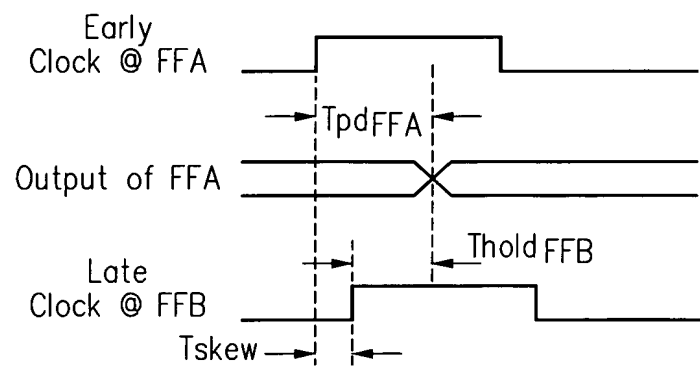 Early
Clock @ FFA
TpdFFA
Output of FFA
TholdFFB
Late
Clock @ FFB
Tskew